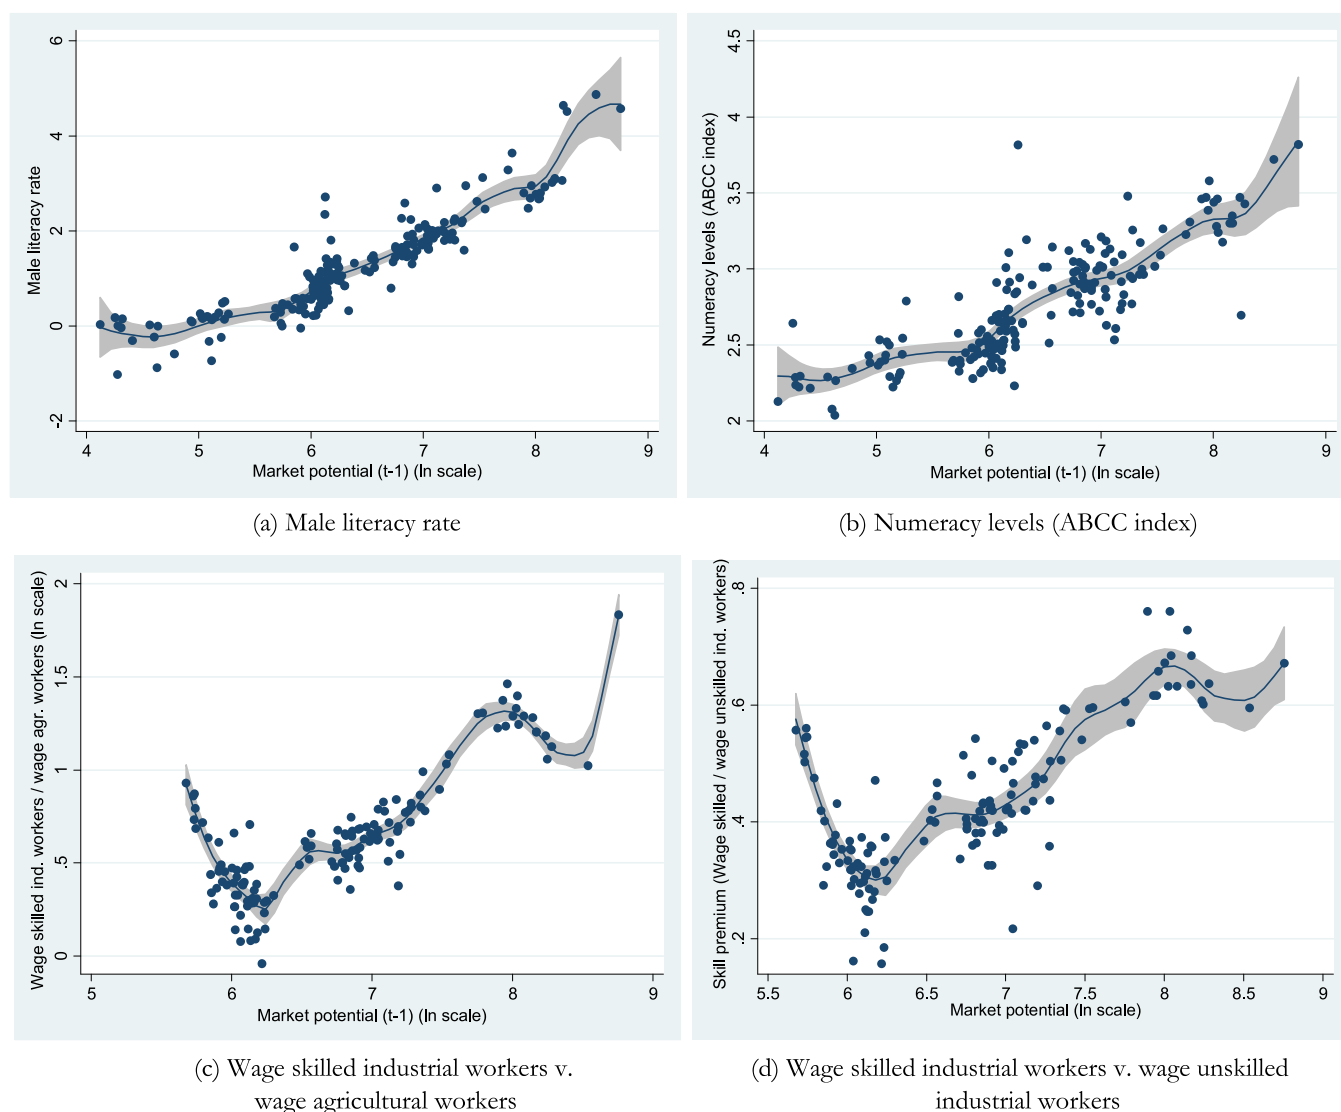 6
4
2
0
-2
Male literacy rate
4 5 6 7 8 9
Market potential (t-1) (ln scale)
(a) Male literacy rate
4.5
4
3.5
3
2.5
2
Numeracy levels (ABCC index)
4 5 6 7 8 9
Market potential (t-1) (ln scale)
(b) Numeracy levels (ABCC index)
2
1.5
1
.5
0
Wage skilled ind. workers / wage agr. workers (ln scale)
5 6 7 8 9
Market potential (t-1) (ln scale)
(c) Wage skilled industrial workers v.
wage agricultural workers
.8
.6
.4
.2
Skill premium (Wage skilled / wage unskilled ind. workers)
5.5 6 6.5 7 7.5 8 8.5 9
Market potential (ln scale)
(d) Wage skilled industrial workers v. wage unskilled
industrial workers